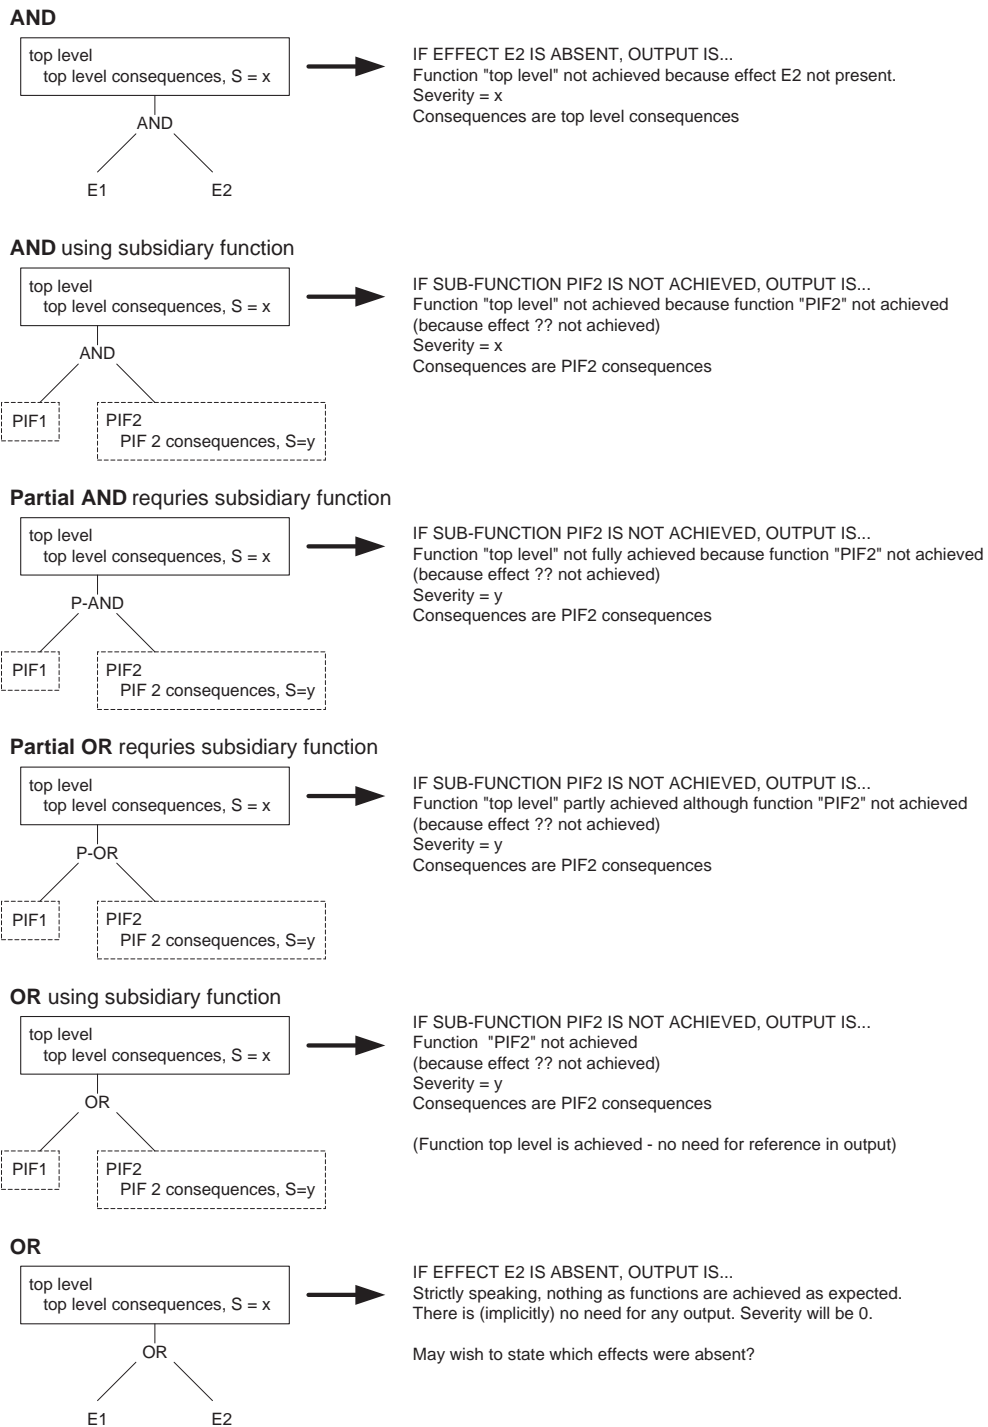 AND
top level
top level consequences, S = x
AND
E1 E2
IF EFFECT E2 IS ABSENT, OUTPUT IS...
Function "top level" not achieved because effect E2 not present.
Severity = x
Consequences are top level consequences
AND using subsidiary function
top level
top level consequences, S = x
AND
PIF1
PIF2
PIF 2 consequences, S=y
IF SUB-FUNCTION PIF2 IS NOT ACHIEVED, OUTPUT IS...
Function "top level" not achieved because function "PIF2" not achieved
(because effect ?? not achieved)
Severity = x
Consequences are PIF2 consequences
Partial AND requries subsidiary function
top level
top level consequences, S = x
P-AND
PIF1
PIF2
PIF 2 consequences, S=y
IF SUB-FUNCTION PIF2 IS NOT ACHIEVED, OUTPUT IS...
Function "top level" not fully achieved because function "PIF2" not achieved
(because effect ?? not achieved)
Severity = y
Consequences are PIF2 consequences
Partial OR requries subsidiary function
top level
top level consequences, S = x
P-OR
PIF1
PIF2
PIF 2 consequences, S=y
IF SUB-FUNCTION PIF2 IS NOT ACHIEVED, OUTPUT IS...
Function "top level" partly achieved although function "PIF2" not achieved
(because effect ?? not achieved)
Severity = y
Consequences are PIF2 consequences
OR using subsidiary function
top level
top level consequences, S = x
OR
PIF1
PIF2
PIF 2 consequences, S=y
IF SUB-FUNCTION PIF2 IS NOT ACHIEVED, OUTPUT IS...
Function "PIF2" not achieved
(because effect ?? not achieved)
Severity = y
Consequences are PIF2 consequences
(Function top level is achieved - no need for reference in output)
OR
top level
top level consequences, S = x
OR
E1 E2
IF EFFECT E2 IS ABSENT, OUTPUT IS...
Strictly speaking, nothing as functions are achieved as expected.
There is (implicitly) no need for any output. Severity will be 0.
May wish to state which effects were absent?